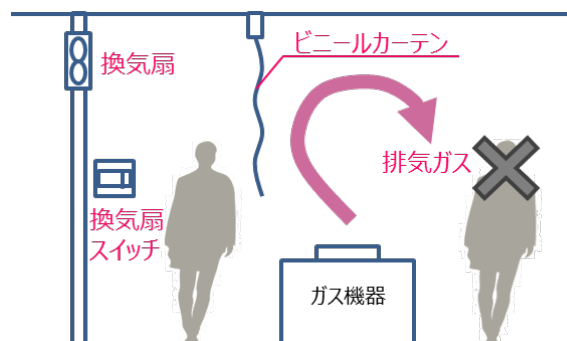 ビニールカーテン
換気扇
排気ガス
換気扇
スイッチ
ガス機器